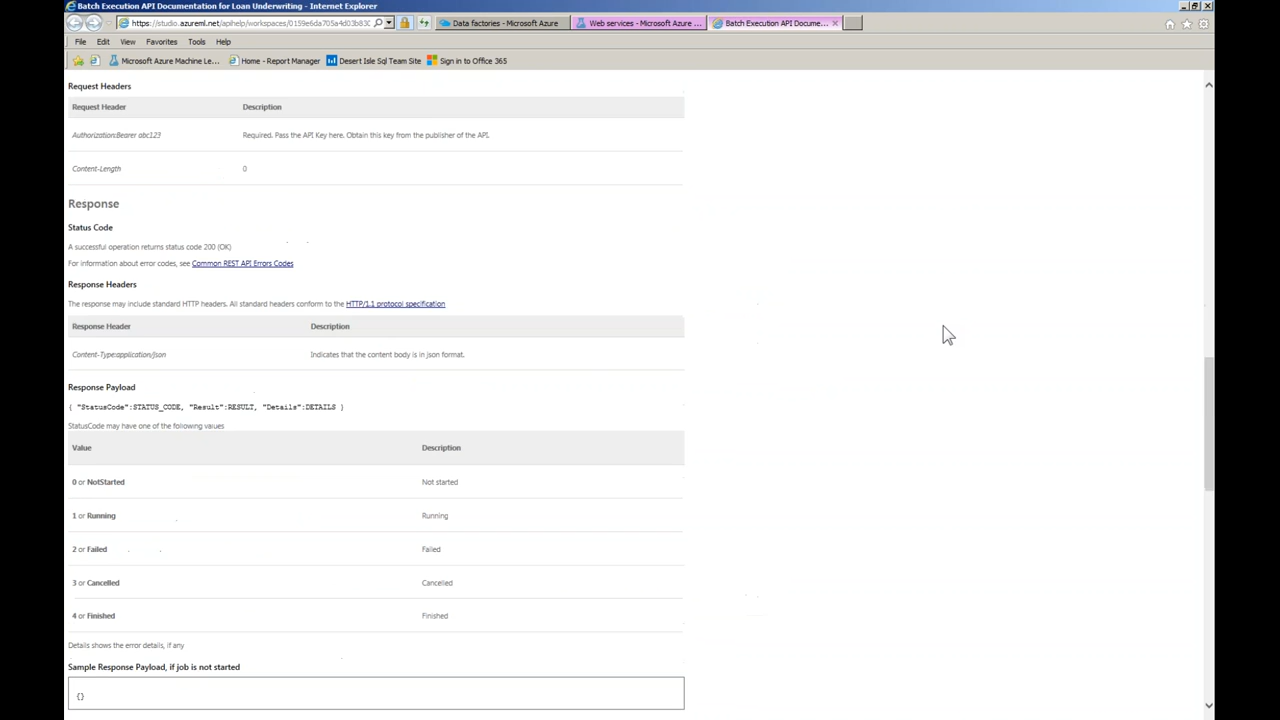 Batch Execution API Documentation for Loan Underwriting - Internet Explorer
https://studio.azureml.net/apihelp/workspaces/0159e6da705a4d03b830
Data factories - Microsoft Azure
Web services - Microsoft Azure ...
Batch Execution API Docume...
File Edit View Favorites Tools Help
Microsoft Azure Machine Le...
Home - Report Manager
Desert Isle Sql Team Site
Sign in to Office 365
Request Headers
Request Header Description
Authorization:Bearer abc123 Required. Pass the API Key here. Obtain this key from the publisher of the API.
Content-Length 0
Response
Status Code
A successful operation returns status code 200 (OK)
For information about error codes, see Common REST API Errors Codes
Response Headers
The response may include standard HTTP headers. All standard headers conform to the HTTP/1.1 protocol specification
Response Header Description
Content-Type:application/json Indicates that the content body is in json format.
Response Payload
{ "StatusCode":STATUS_CODE, "Result":RESULT, "Details":DETAILS }
StatusCode may have one of the following values
Value Description
0 or NotStarted Not started
1 or Running Running
2 or Failed Failed
3 or Cancelled Cancelled
4 or Finished Finished
Details shows the error details, if any
Sample Response Payload, if job is not started
{}